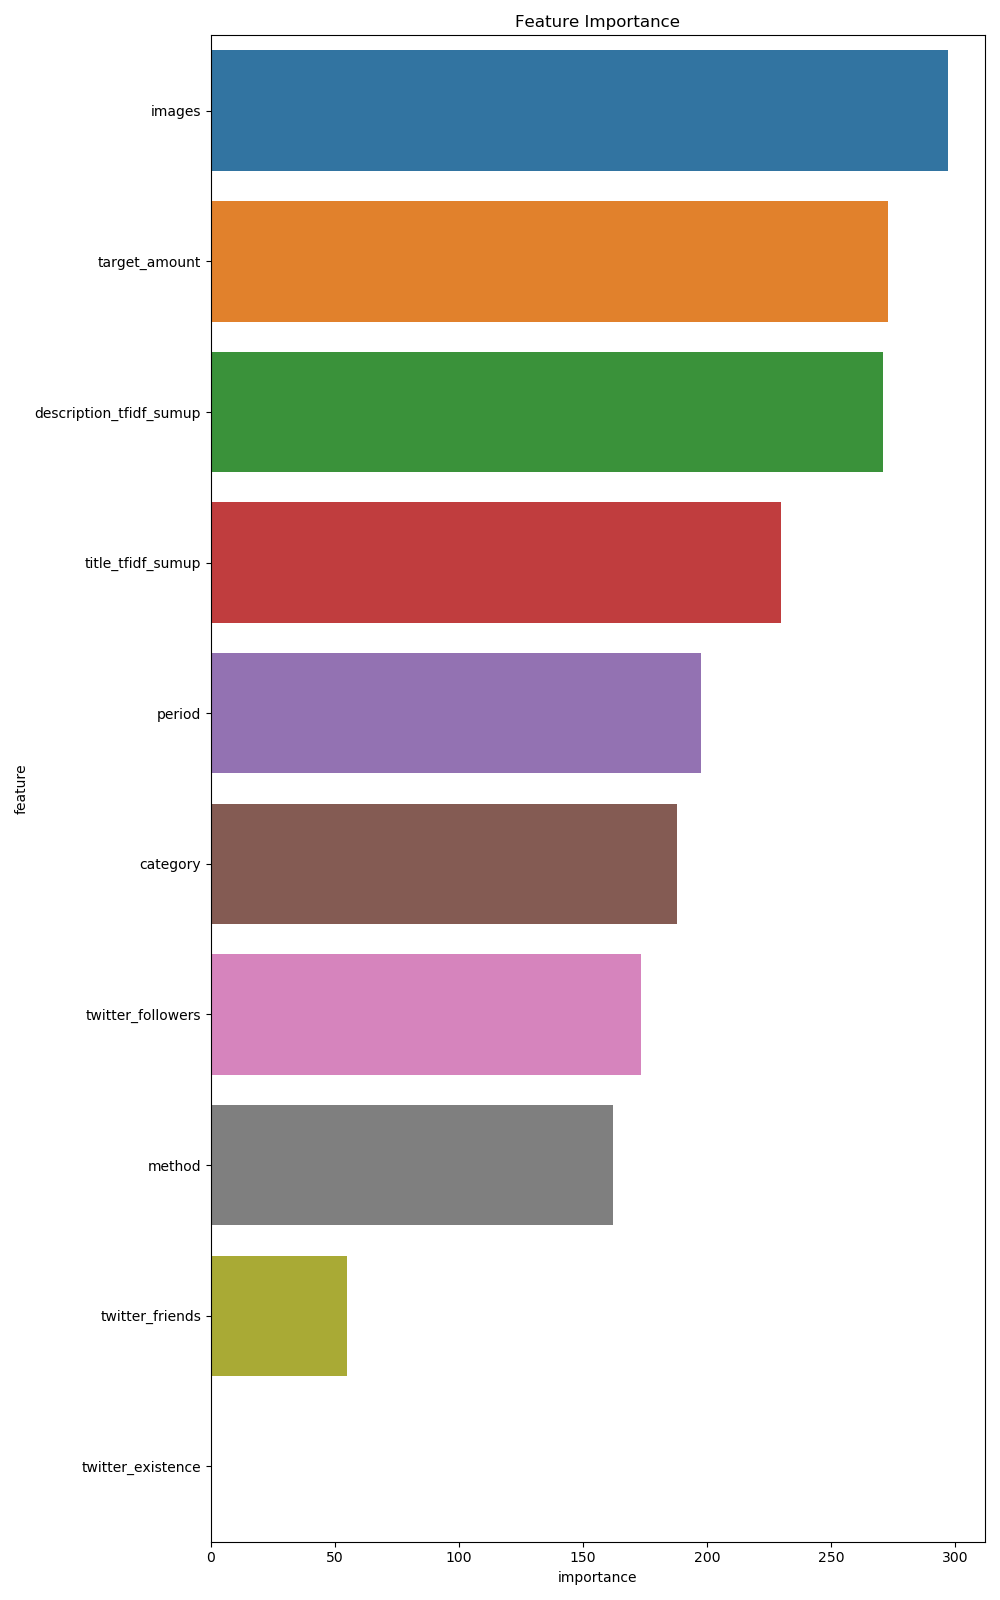 Feature Importance
images
target_amount
description_tfidf_sumup
title_tfidf_sumup
period
category
twitter_followers
method
twitter_friends
twitter_existence
feature
0 50 100 150 200 250 300
importance